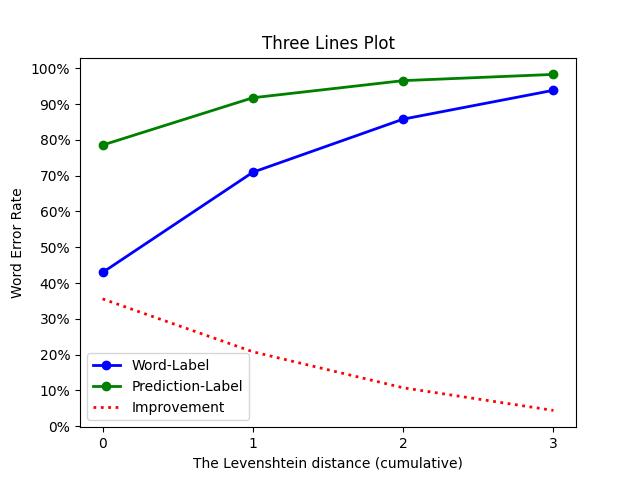 Three Lines Plot
100%
90%
80%
70%
60%
50%
40%
30%
20%
10%
0%
Word Error Rate
Word-Label
Prediction-Label
Improvement
0 1 2 3
The Levenshtein distance (cumulative)